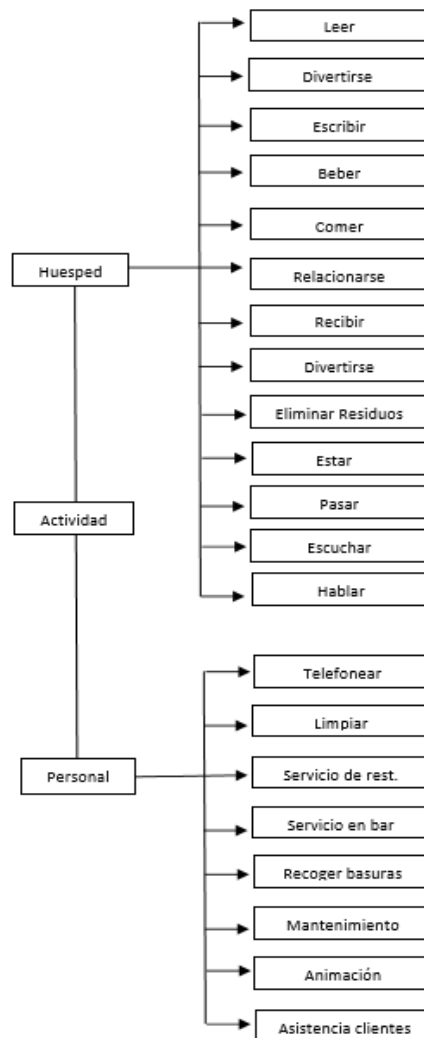 Leer
Divertirse
Escribir
Beber
Comer
Huesped
Relacionarse
Recibir
Divertirse
Eliminar Residuos
Estar
Pasar
Actividad
Escuchar
Hablar
Telefonear
Limpiar
Personal
Servicio de rest.
Servicio en bar
Recoger basuras
Mantenimiento
Animación
Asistencia clientes